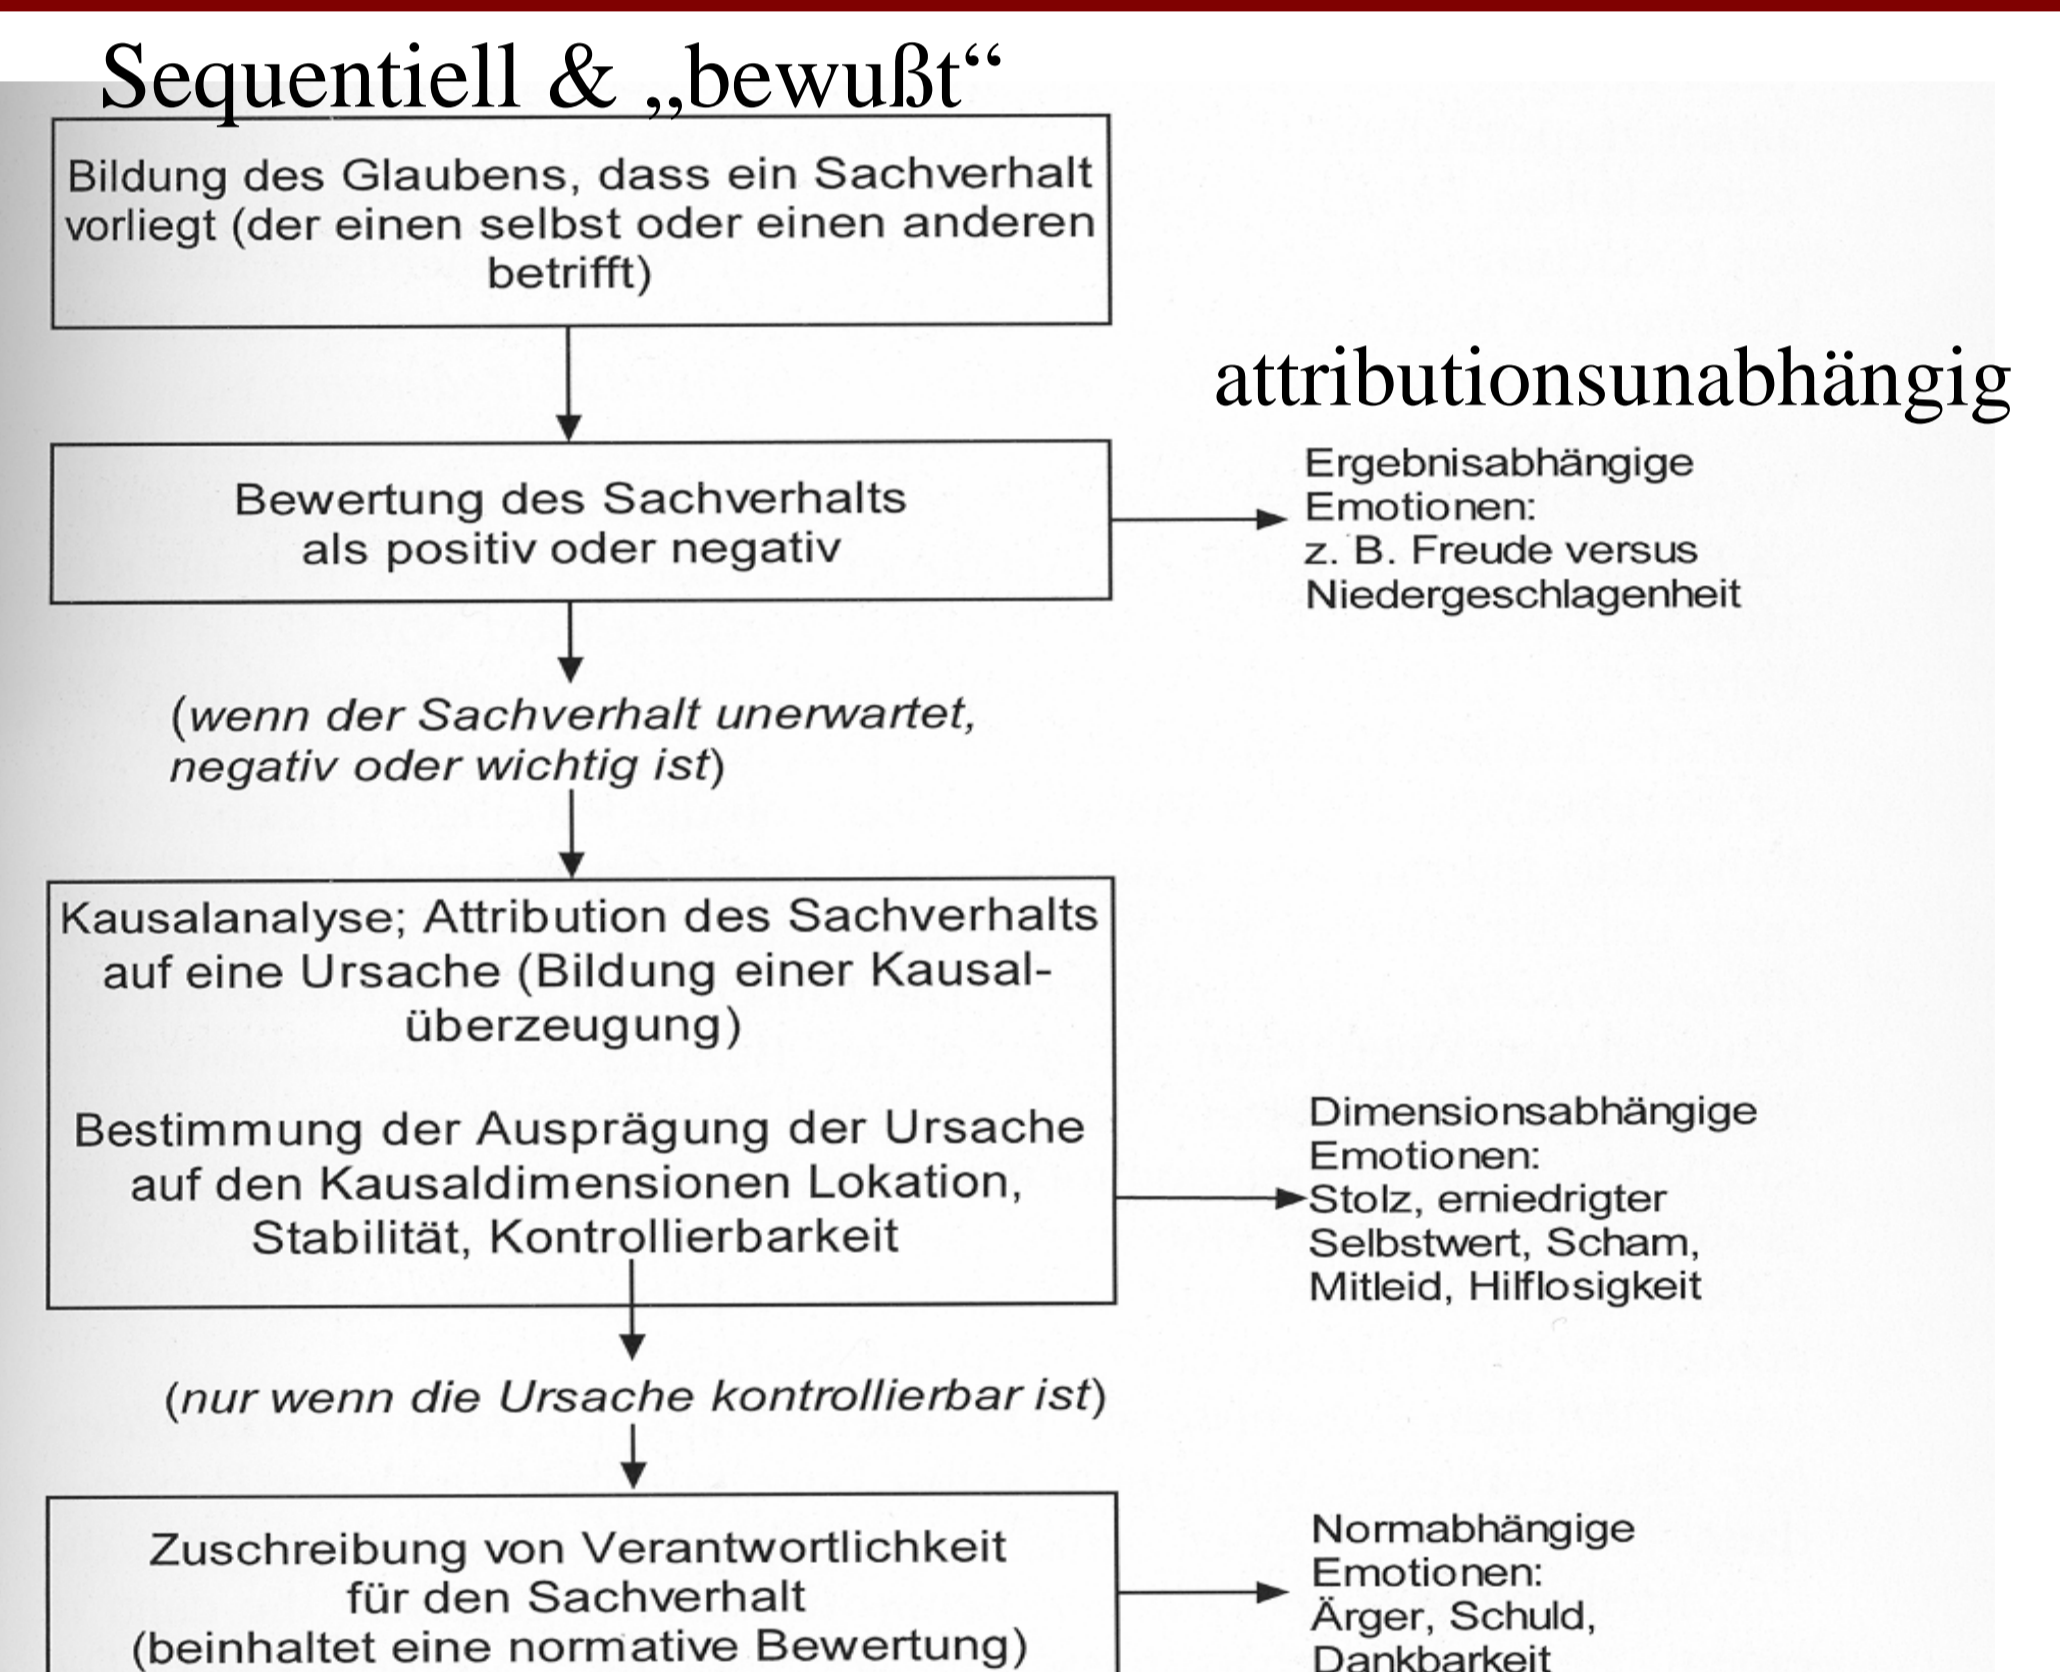 Sequentiell & „bewußt“
Bildung des Glaubens, dass ein Sachverhalt
vorliegt (der einen selbst oder einen anderen
betrifft)
attributionsunabhängig
Bewertung des Sachverhalts
als positiv oder negativ
Ergebnisabhängige
Emotionen:
z. B. Freude versus
Niedergeschlagenheit
(wenn der Sachverhalt unerwartet,
negativ oder wichtig ist)
Kausalanalyse; Attribution des Sachverhalts
auf eine Ursache (Bildung einer Kausal-
überzeugung)
Bestimmung der Ausprägung der Ursache
auf den Kausaldimensionen Lokation,
Stabilität, Kontrollierbarkeit
Dimensionsabhängige
Emotionen:
Stolz, erniedrigter
Selbstwert, Scham,
Mitleid, Hilflosigkeit
(nur wenn die Ursache kontrollierbar ist)
Zuschreibung von Verantwortlichkeit
für den Sachverhalt
(beinhaltet eine normative Bewertung)
Normabhängige
Emotionen:
Ärger, Schuld,
Dankbarkeit